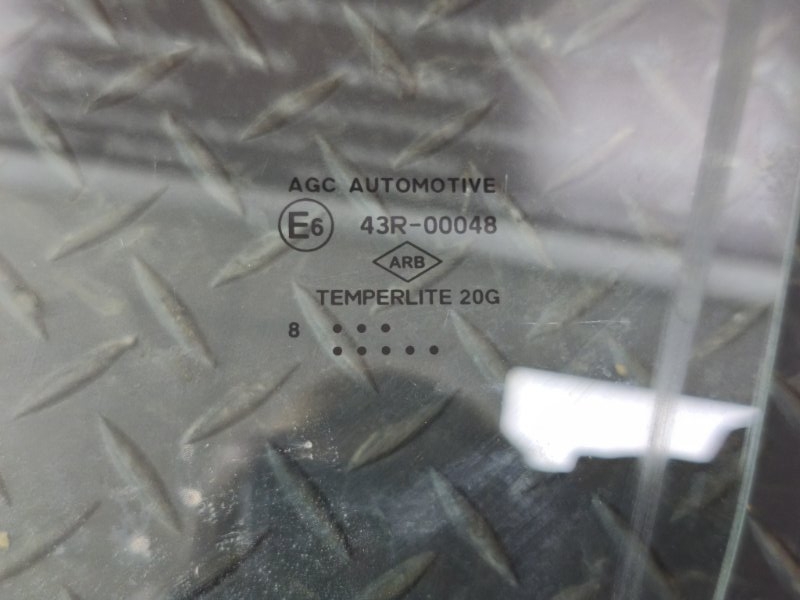 AGC AUTOMOTIVE
E6 43R-00048
ARB
TEMPERLITE 20G
8 • • •
• • • • •